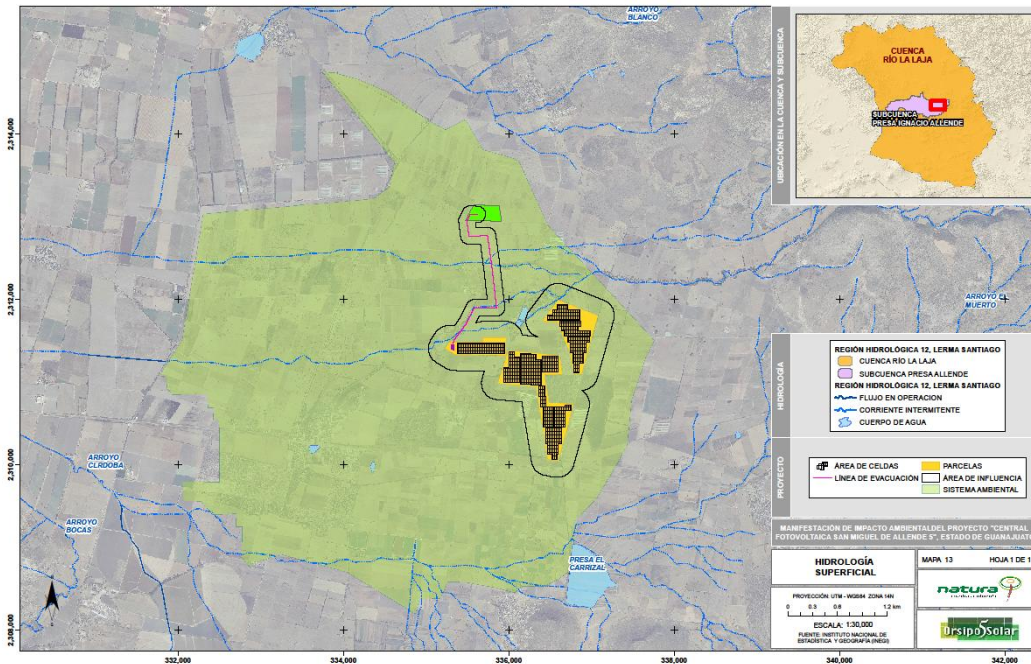 ARROYO
BLANCO
2,314,000
2,312,000
2,310,000
2,308,000
ARROYO EL
MUERTO
ARROYO
CLRDOBA
ARROYO
BOCAS
PRESA EL
CARRIZAL
332,000
334,000
336,000
338,000
340,000
342,000
UBICACIÓN EN LA CUENCA Y SUBCUENCA
CUENCA
RÍO LA LAJA
SUBCUENCA
PRESA IGNACIO ALLENDE
HIDROLOGÍA
REGIÓN HIDROLÓGICA 12, LERMA SANTIAGO
CUENCA RÍO LA LAJA
SUBCUENCA PRESA ALLENDE
REGIÓN HIDROLÓGICA 12, LERMA SANTIAGO
FLUJO EN OPERACION
CORRIENTE INTERMITENTE
CUERPO DE AGUA
PROYECTO
ÁREA DE CELDAS
PARCELAS
LÍNEA DE EVACUACIÓN
ÁREA DE INFLUENCIA
SISTEMA AMBIENTAL
MANIFESTACIÓN DE IMPACTO AMBIENTALDEL PROYECTO "CENTRAL
FOTOVOLTAICA SAN MIGUEL DE ALLENDE 5", ESTADO DE GUANAJUATO
HIDROLOGÍA
SUPERFICIAL
MAPA 13
HOJA 1 DE 1
PROYECCIÓN: UTM - WGS84 ZONA 14N
0 0.3 0.6 1.2 km
ESCALA: 1:30,000
FUENTE: INSTITUTO NACIONAL DE
ESTADÍSTICA Y GEOGRAFÍA (INEGI)
natura
Orsipo 5 Solar